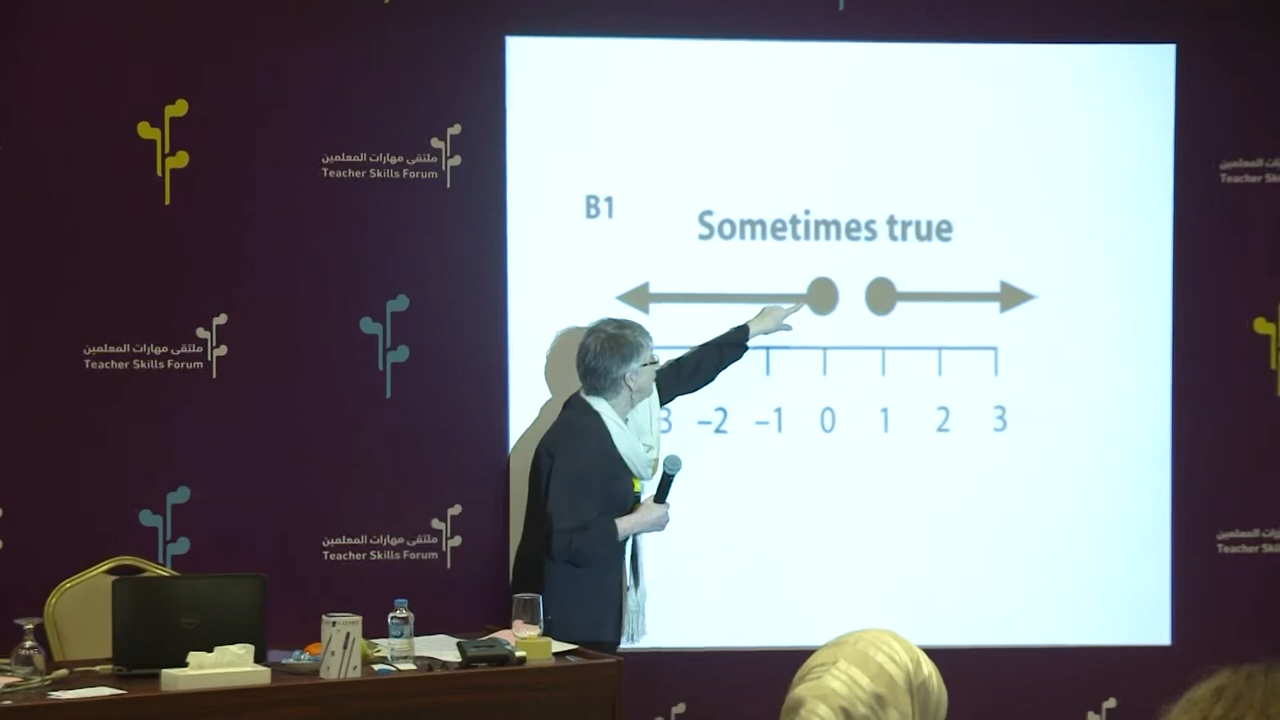 ملتقى مهارات المعلمين
Teacher Skills Forum
B1
Sometimes true
3 –2 –1 0 1 2 3
ملتقى مهارات المعلمين
Teacher Skills Forum
ملتقى مهارات المعلمين
Teacher Skills Forum
Teacher